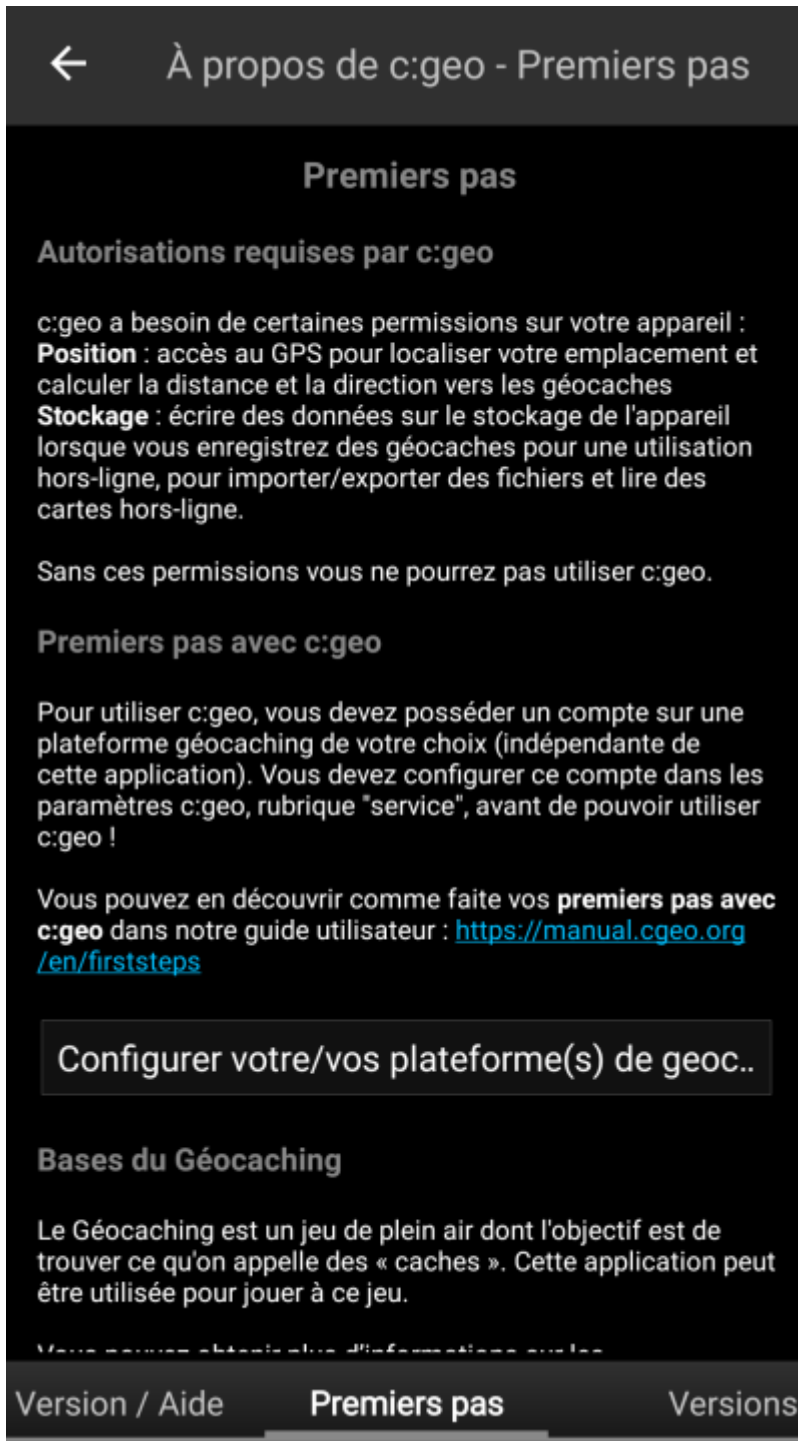 À propos de c:geo - Premiers pas
Premiers pas
Autorisations requises par c:geo
c:geo a besoin de certaines permissions sur votre appareil :
Position : accès au GPS pour localiser votre emplacement et
calculer la distance et la direction vers les géocaches
Stockage : écrire des données sur le stockage de l'appareil
lorsque vous enregistrez des géocaches pour une utilisation
hors-ligne, pour importer/exporter des fichiers et lire des
cartes hors-ligne.
Sans ces permissions vous ne pourrez pas utiliser c:geo.
Premiers pas avec c:geo
Pour utiliser c:geo, vous devez posséder un compte sur une
plateforme géocaching de votre choix (indépendante de
cette application). Vous devez configurer ce compte dans les
paramètres c:geo, rubrique "service", avant de pouvoir utiliser
c:geo !
Vous pouvez en découvrir comme faite vos premiers pas avec
c:geo dans notre guide utilisateur : https://manual.cgeo.org
/en/firststeps
Configurer votre/vos plateforme(s) de geoc..
Bases du Géocaching
Le Géocaching est un jeu de plein air dont l'objectif est de
trouver ce qu'on appelle des « caches ». Cette application peut
être utilisée pour jouer à ce jeu.
Vous pouvez obtenir plus d'informations sur les
Version / Aide
Premiers pas
Versions